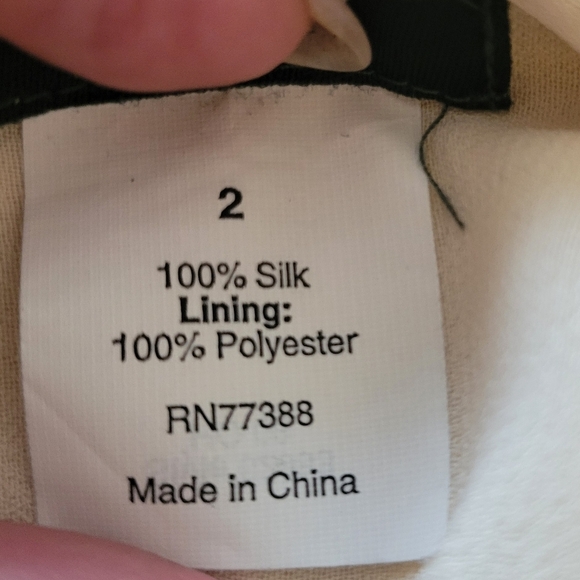 2
100% Silk
Lining:
100% Polyester
RN77388
Made in China